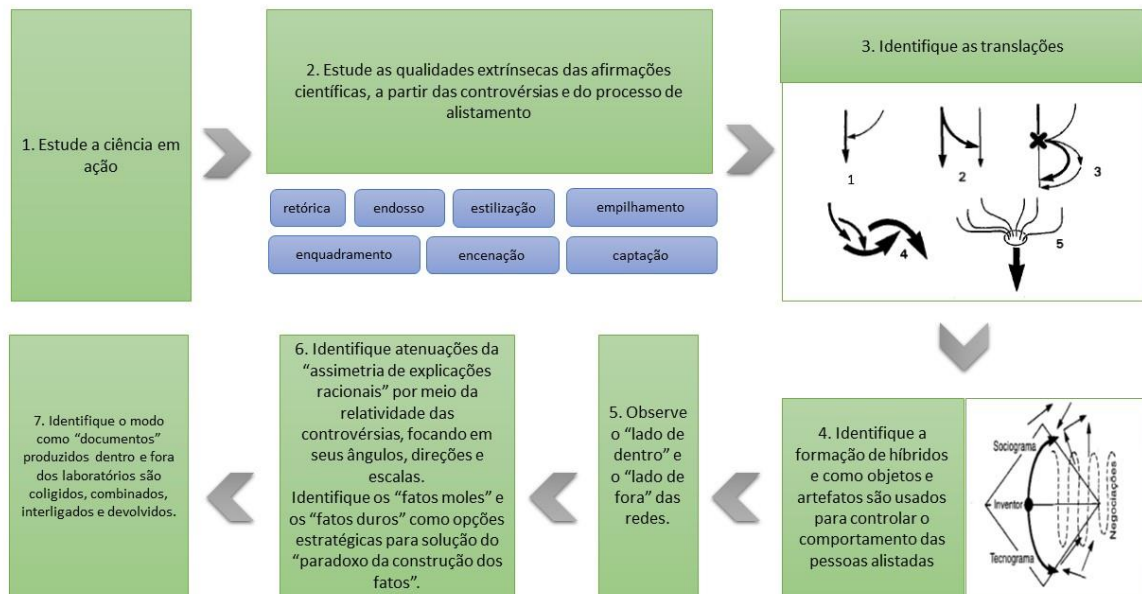 1. Estude a ciência em
ação
2. Estude as qualidades extrínsecas das afirmações
científicas, a partir das controvérsias e do processo de
alistamento
retórica
endosso
estilização
empilhamento
enquadramento
encenação
captação
3. Identifique as translações
1
2
3
4
5
4. Identifique a
formação de híbridos
e como objetos e
artefatos são usados
para controlar o
comportamento das
pessoas alistadas
Sociograma
Inventor
Tecnograma
Negociações
5. Observe
o “lado de
dentro” e
o “lado de
fora” das
redes.
6. Identifique atenuações da
“assimetria de explicações
racionais” por meio da
relatividade das
controvérsias, focando em
seus ângulos, direções e
escalas.
Identifique os “fatos moles” e
os “fatos duros” como opções
estratégicas para solução do
“paradoxo da construção dos
fatos”.
7. Identifique o modo
como “documentos”
produzidos dentro e fora
dos laboratórios são
coligidos, combinados,
interligados e devolvidos.